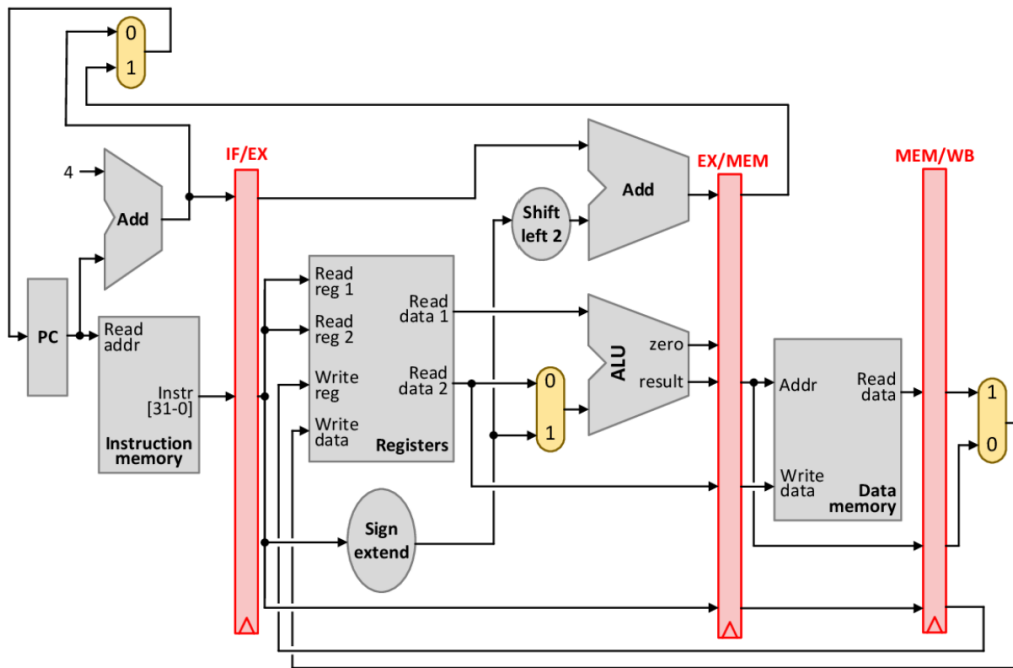 0
1
IF/EX
EX/MEM
MEM/WB
4
Add
Add
Shift
left 2
PC
Read
addr
Instr
[31-0]
Instruction
memory
Read
reg 1
Read
reg 2
Write
reg
Write
data
Read
data 1
Read
data 2
Registers
Sign
extend
0
1
ALU
zero
result
Addr
Read
data
Write
data
Data
memory
1
0